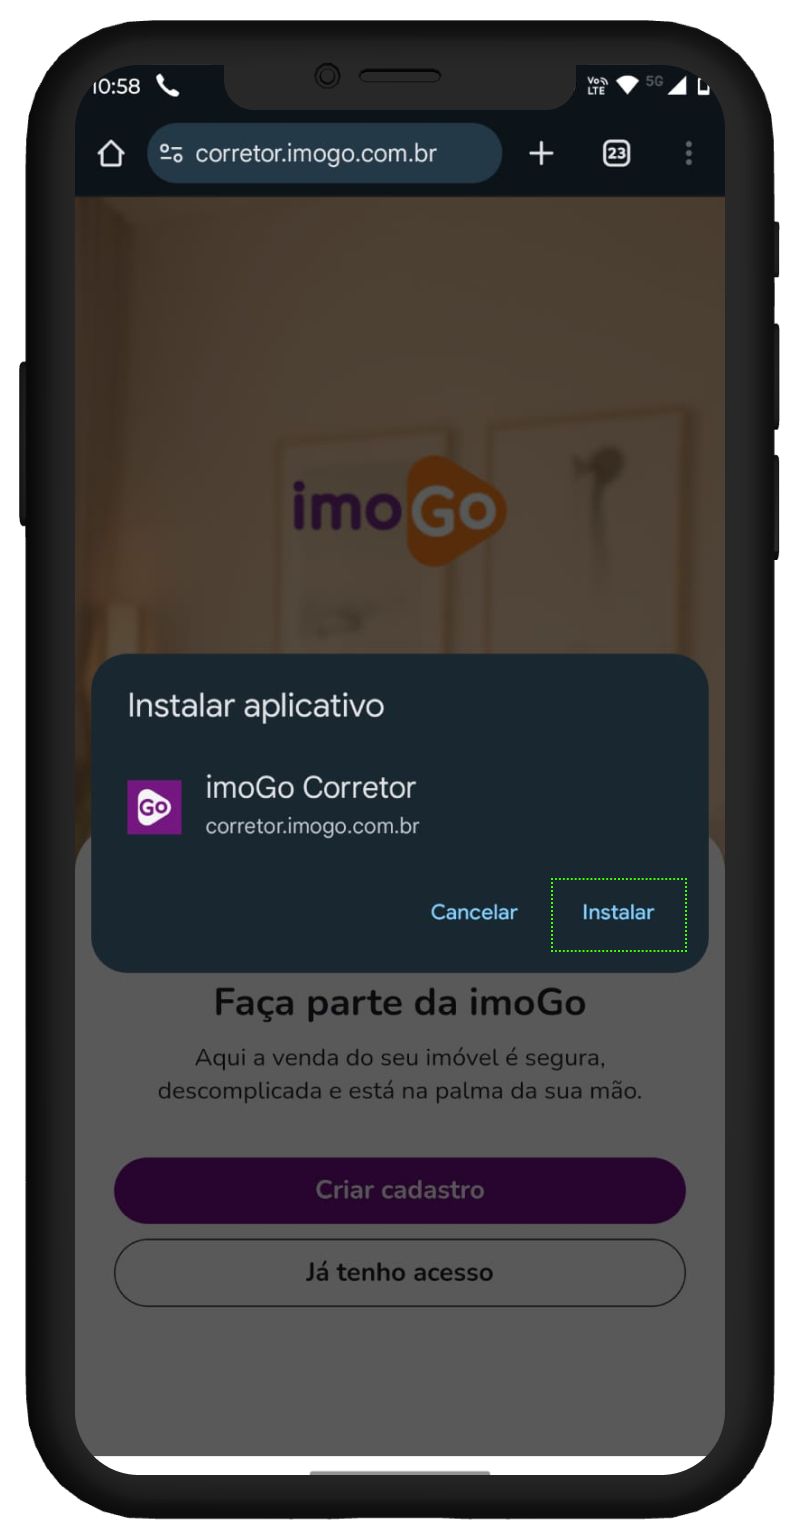 10:58
Vo LTE
5G
corretor.imogo.com.br
23
imoGo
Instalar aplicativo
Go
imoGo Corretor
corretor.imogo.com.br
Cancelar
Instalar
Faça parte da imoGo
Aqui a venda do seu imóvel é segura,
descomplicada e está na palma da sua mão.
Criar cadastro
Já tenho acesso